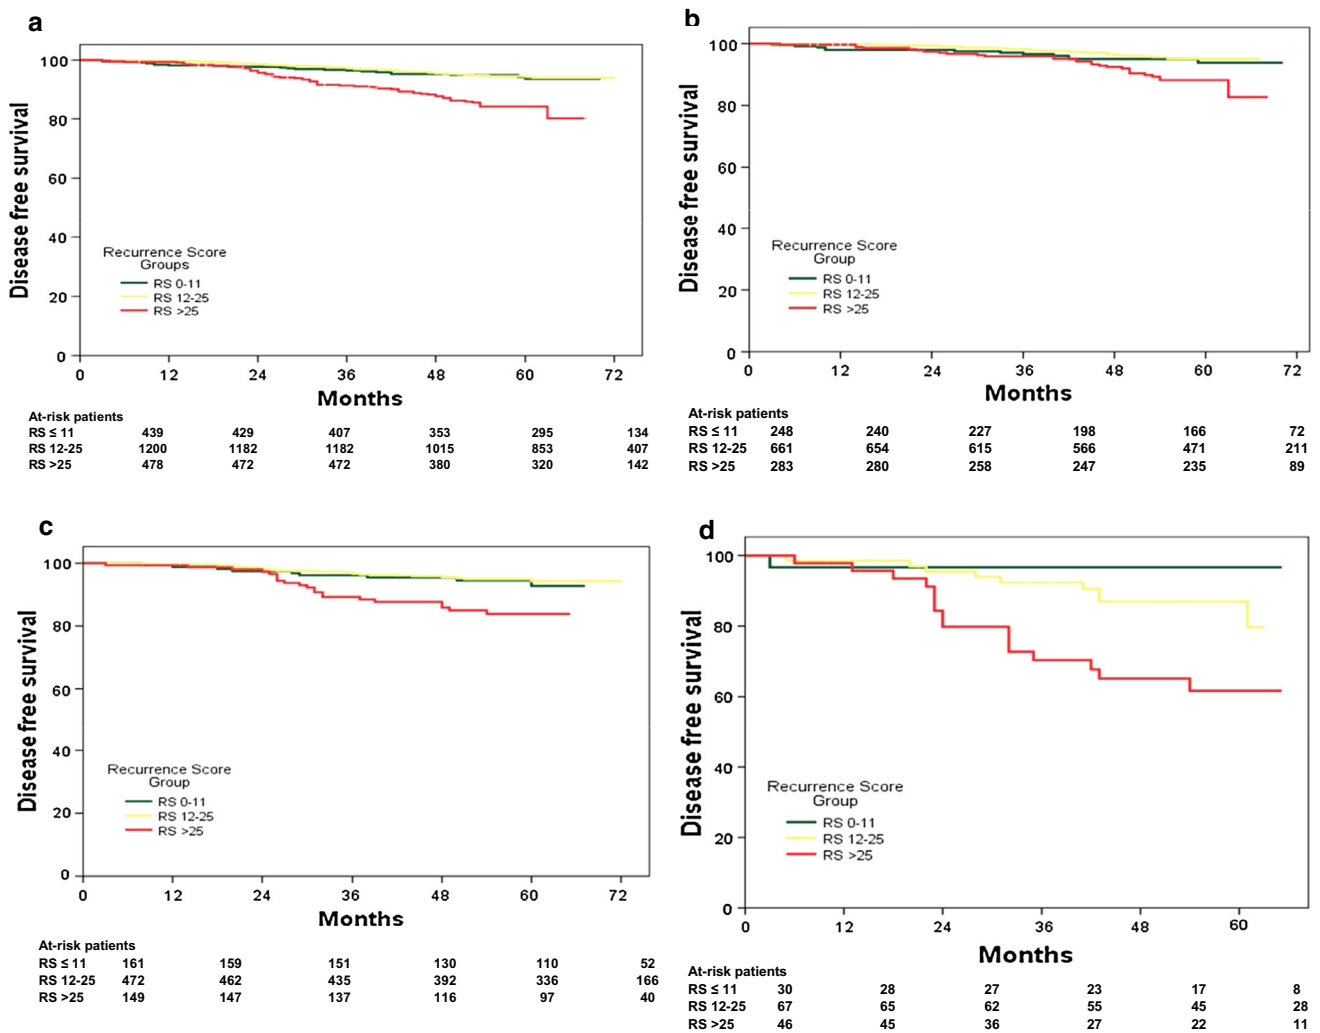 a
100
80
60
40
20
0
Disease free survival
Recurrence Score
Groups
RS 0-11
RS 12-25
RS >25
0 12 24 36 48 60 72
Months
At-risk patients
RS ≤ 11 439 429 407 353 295 134
RS 12-25 1200 1182 1182 1015 853 407
RS >25 478 472 472 380 320 142
b
100
80
60
40
20
0
Disease free survival
Recurrence Score
Group
RS 0-11
RS 12-25
RS >25
0 12 24 36 48 60 72
Months
At-risk patients
RS ≤ 11 248 240 227 198 166 72
RS 12-25 661 654 615 566 471 211
RS >25 283 280 258 247 235 89
c
100
80
60
40
20
0
Disease free survival
Recurrence Score
Group
RS 0-11
RS 12-25
RS >25
0 12 24 36 48 60 72
Months
At-risk patients
RS ≤ 11 161 159 151 130 110 52
RS 12-25 472 462 435 392 336 166
RS >25 149 147 137 116 97 40
d
100
80
60
40
20
0
Disease free survival
Recurrence Score
Group
RS 0-11
RS 12-25
RS >25
0 12 24 36 48 60
Months
At-risk patients
RS ≤ 11 30 28 27 23 17 8
RS 12-25 67 65 62 55 45 28
RS >25 46 45 36 27 22 11